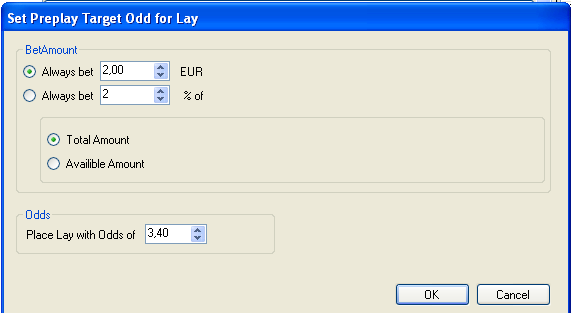 Set Preplay Target Odd for Lay
BetAmount
Always bet 2,00 EUR
Always bet 2 % of
Total Amount
Availible Amount
Odds
Place Lay with Odds of 3,40
OK Cancel